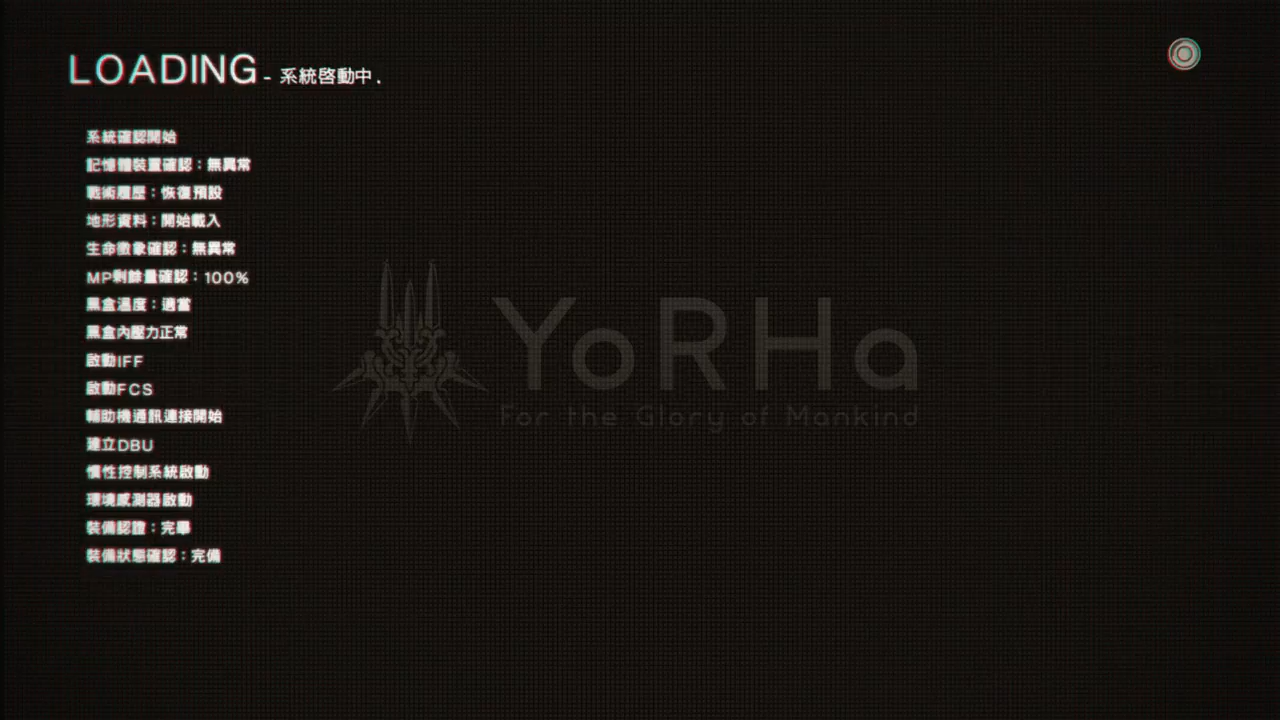 LOADING - 系統啓動中.
系統確認開始
記憶體裝置確認：無異常
戰術履歷：恢復預設
地形資料：開始載入
生命徵象確認：無異常
MP剩餘量確認：100%
黑盒溫度：適當
黑盒內壓力正常
啟動IFF
啟動FCS
輔助機通訊連接開始
建立DBU
慣性控制系統啟動
環境感測器啟動
裝備認證：完畢
裝備狀態確認：完備
YoRHa
For the Glory of Mankind